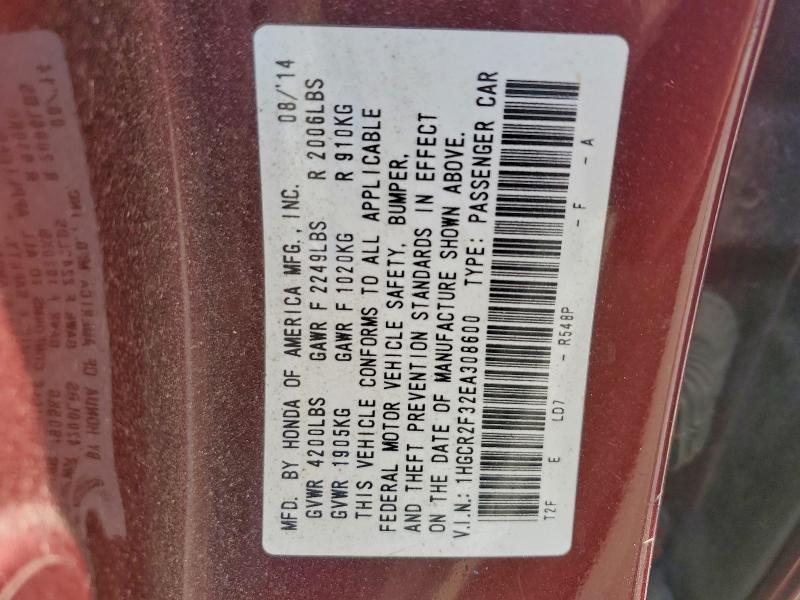 MFD. BY HONDA OF AMERICA MFG., INC. 08/'14
GVWR 4200LBS GAWR F 2249LBS R 2006LBS
GVWR 1905KG GAWR F 1020KG R 910KG
THIS VEHICLE CONFORMS TO ALL APPLICABLE
FEDERAL MOTOR VEHICLE SAFETY, BUMPER,
AND THEFT PREVENTION STANDARDS IN EFFECT
ON THE DATE OF MANUFACTURE SHOWN ABOVE.
V.I.N.: 1HGCR2F32EA308600 TYPE: PASSENGER CAR
T2F E LD7 - R548P - F - A